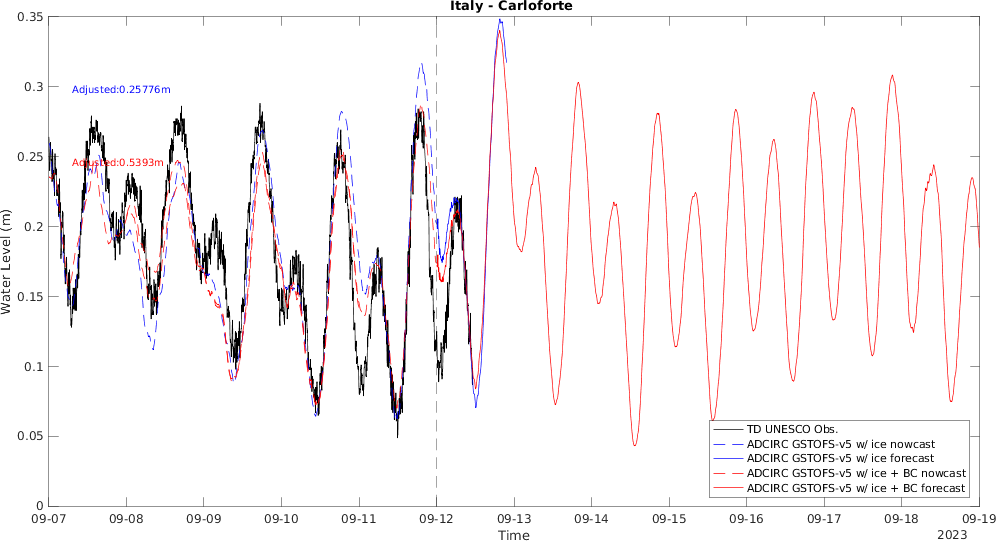 Italy - Carloforte
0.35
0.3
0.25
0.2
0.15
0.1
0.05
0
Water Level (m)
Adjusted:0.25776m
Adjusted:0.5393m
TD UNESCO Obs.
ADCIRC GSTOFS-v5 w/ ice nowcast
ADCIRC GSTOFS-v5 w/ ice forecast
ADCIRC GSTOFS-v5 w/ ice + BC nowcast
ADCIRC GSTOFS-v5 w/ ice + BC forecast
09-07 09-08 09-09 09-10 09-11 09-12 09-13 09-14 09-15 09-16 09-17 09-18 09-19
Time
2023